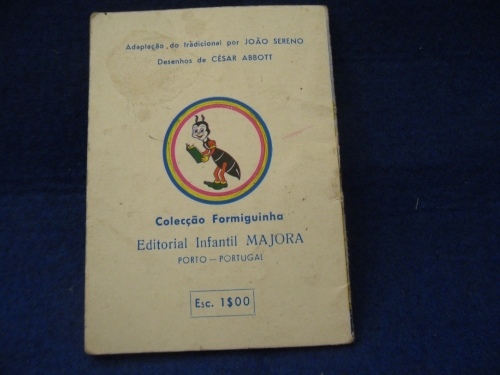 Adaptação do tradicional por JOÃO SERENO
Desenhos de CÉSAR ABBOTT
Colecção Formiguinha
Editorial Infantil MAJORA
PORTO — PORTUGAL
Esc. 1$00